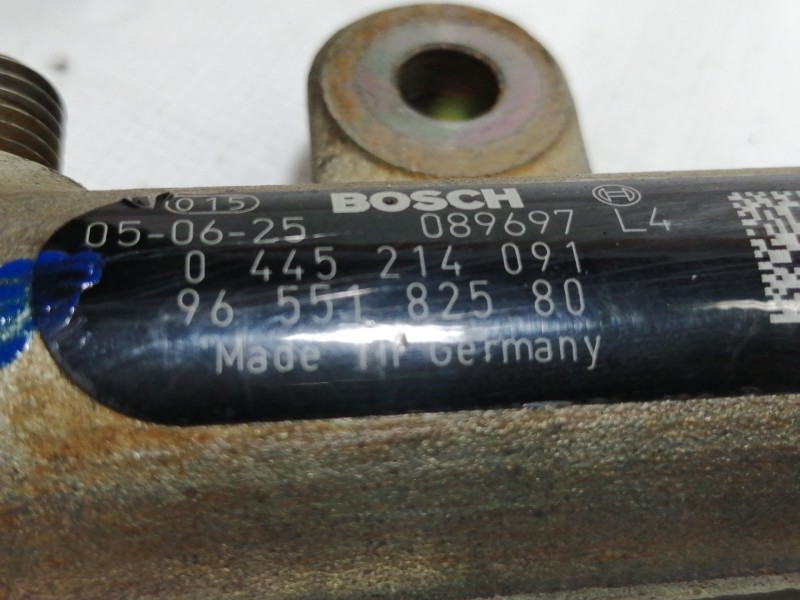 015 BOSCH
05-06-25 089697 L4
0 445 214 091
96 551 825 80
Made in Germany